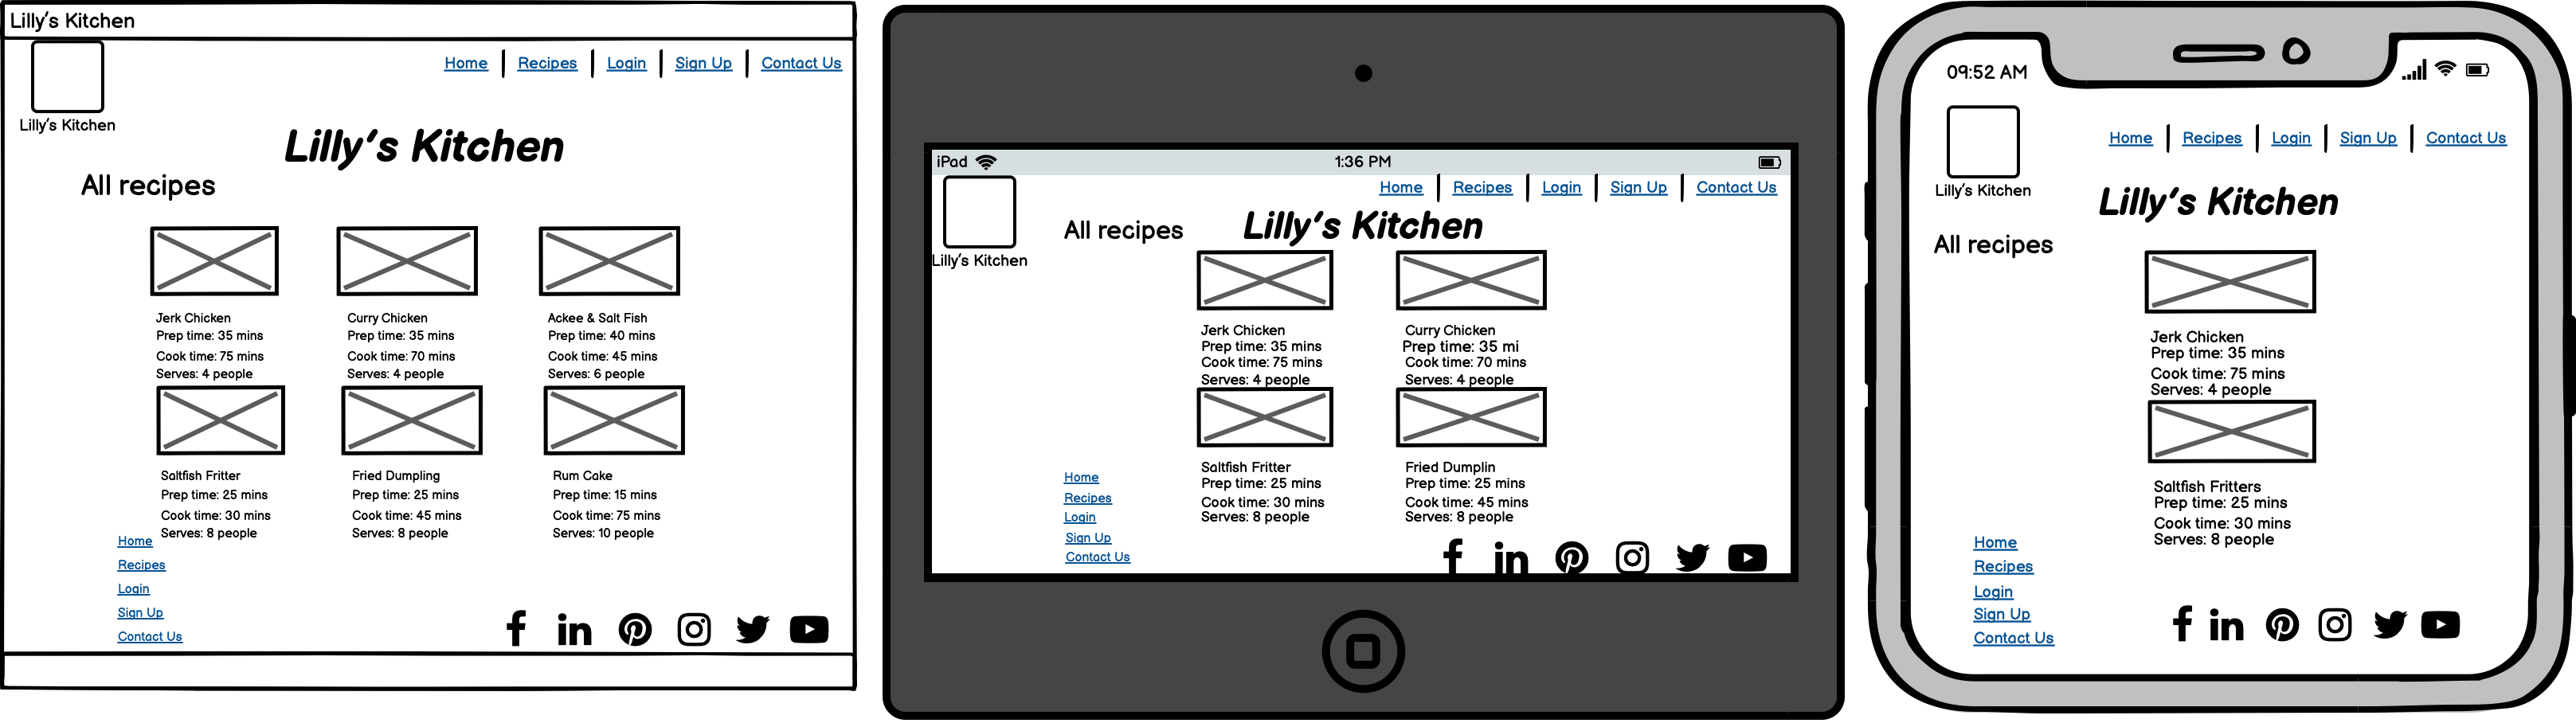 Lilly's Kitchen
Home Recipes Login Sign Up Contact Us
Lilly's Kitchen
Lilly's Kitchen
All recipes
Jerk Chicken
Prep time: 35 mins
Cook time: 75 mins
Serves: 4 people
Curry Chicken
Prep time: 35 mins
Cook time: 70 mins
Serves: 4 people
Ackee & Salt Fish
Prep time: 40 mins
Cook time: 45 mins
Serves: 6 people
Saltfish Fritter
Prep time: 25 mins
Cook time: 30 mins
Serves: 8 people
Fried Dumpling
Prep time: 25 mins
Cook time: 45 mins
Serves: 8 people
Rum Cake
Prep time: 15 mins
Cook time: 75 mins
Serves: 10 people
Home
Recipes
Login
Sign Up
Contact Us
iPad 1:36 PM
Home Recipes Login Sign Up Contact Us
Lilly's Kitchen
All recipes
Lilly's Kitchen
Jerk Chicken
Prep time: 35 mins
Cook time: 75 mins
Serves: 4 people
Curry Chicken
Prep time: 35 mi
Cook time: 70 mins
Serves: 4 people
Saltfish Fritter
Prep time: 25 mins
Cook time: 30 mins
Serves: 8 people
Fried Dumplin
Prep time: 25 mins
Cook time: 45 mins
Serves: 8 people
Home
Recipes
Login
Sign Up
Contact Us
09:52 AM
Home Recipes Login Sign Up Contact Us
Lilly's Kitchen
Lilly's Kitchen
All recipes
Jerk Chicken
Prep time: 35 mins
Cook time: 75 mins
Serves: 4 people
Saltfish Fritters
Prep time: 25 mins
Cook time: 30 mins
Serves: 8 people
Home
Recipes
Login
Sign Up
Contact Us